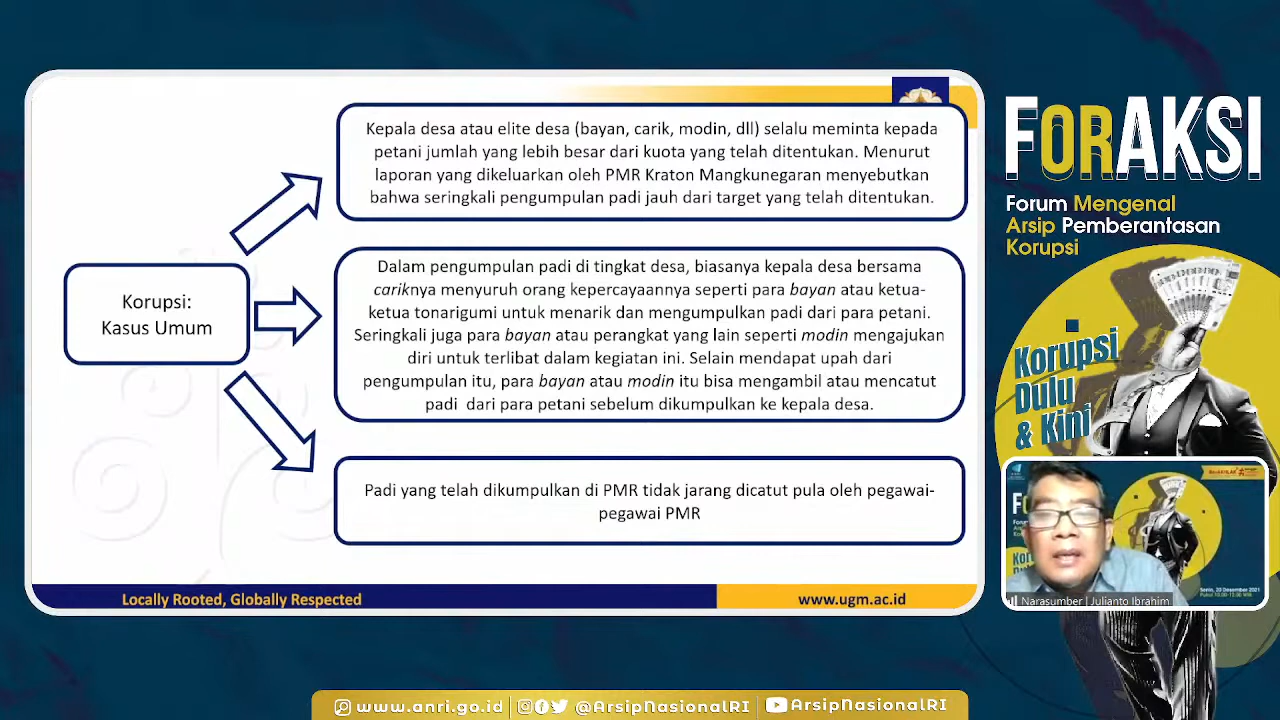 Kepala desa atau elite desa (bayan, carik, modin, dll) selalu meminta kepada
petani jumlah yang lebih besar dari kuota yang telah ditentukan. Menurut
laporan yang dikeluarkan oleh PMR Kraton Mangkunegaran menyebutkan
bahwa seringkali pengumpulan padi jauh dari target yang telah ditentukan.
Korupsi:
Kasus Umum
Dalam pengumpulan padi di tingkat desa, biasanya kepala desa bersama
cariknya menyuruh orang kepercayaannya seperti para bayan atau ketua-
ketua tonarigumi untuk menarik dan mengumpulkan padi dari para petani.
Seringkali juga para bayan atau perangkat yang lain seperti modin mengajukan
diri untuk terlibat dalam kegiatan ini. Selain mendapat upah dari
pengumpulan itu, para bayan atau modin itu bisa mengambil atau mencatut
padi dari para petani sebelum dikumpulkan ke kepala desa.
Padi yang telah dikumpulkan di PMR tidak jarang dicatut pula oleh pegawai-
pegawai PMR
Locally Rooted, Globally Respected
www.ugm.ac.id
FORAKSI
Forum Mengenal
Arsip Pemberantasan
Korupsi
Korupsi
Dulu
& Kini
Senin, 20 Desember 2021
Narasumber | Julianto Ibrahim
www.anri.go.id
@ArsipNasionalRI
ArsipNasionalRI